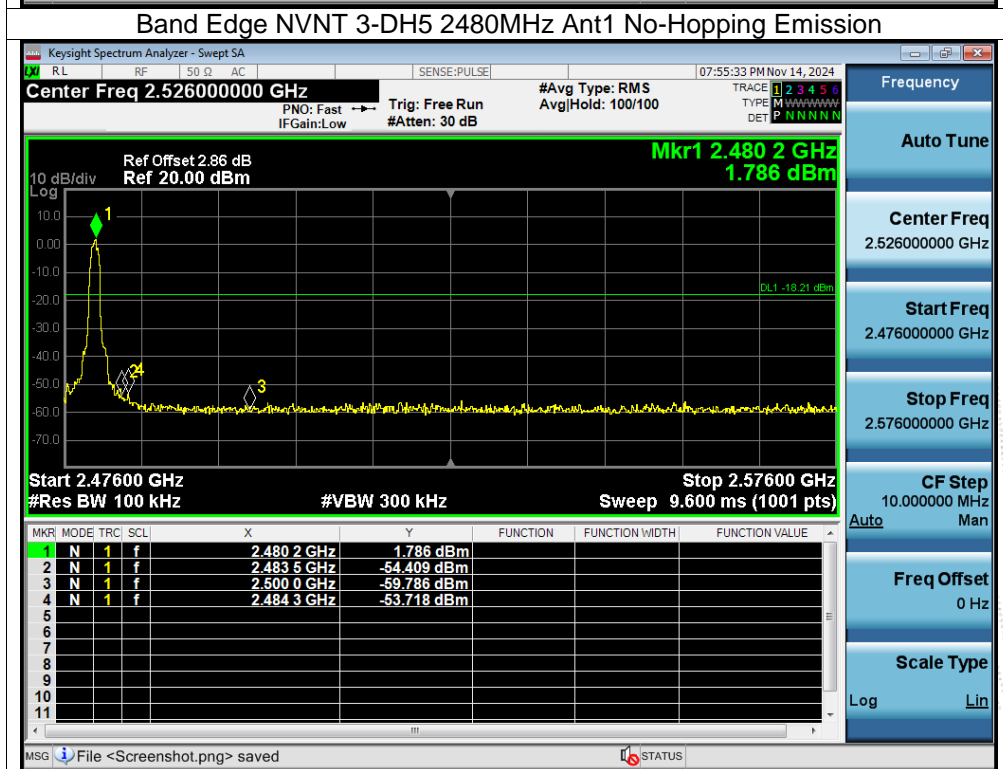 Band Edge NVNT 3-DH5 2480MHz Ant1 No-Hopping Emission
Keysight Spectrum Analyzer - Swept SA
LXI RL RF 50 Ω AC SENSE:PULSE 07:55:33 PM Nov 14, 2024
Center Freq 2.526000000 GHz #Avg Type: RMS TRACE 1 2 3 4 5 6
PNO: Fast Trig: Free Run Avg|Hold: 100/100 TYPE M WWWWW
IFGain:Low #Atten: 30 dB DET P N N N N N
Mkr1 2.480 2 GHz
Ref Offset 2.86 dB
10 dB/div Ref 20.00 dBm 1.786 dBm
Log
10.0
1
0.00
-10.0
DL1 -18.21 dBm
-20.0
-30.0
-40.0
24
-50.0
3
-60.0
-70.0
Start 2.47600 GHz Stop 2.57600 GHz
#Res BW 100 kHz #VBW 300 kHz Sweep 9.600 ms (1001 pts)
MKR MODE TRC SCL X Y FUNCTION FUNCTION WIDTH FUNCTION VALUE
1 N 1 f 2.480 2 GHz 1.786 dBm
2 N 1 f 2.483 5 GHz -54.409 dBm
3 N 1 f 2.500 0 GHz -59.786 dBm
4 N 1 f 2.484 3 GHz -53.718 dBm
5
6
7
8
9
10
11
MSG File <Screenshot.png> saved STATUS
Frequency
Auto Tune
Center Freq
2.526000000 GHz
Start Freq
2.476000000 GHz
Stop Freq
2.576000000 GHz
CF Step
10.000000 MHz
Auto Man
Freq Offset
0 Hz
Scale Type
Log Lin